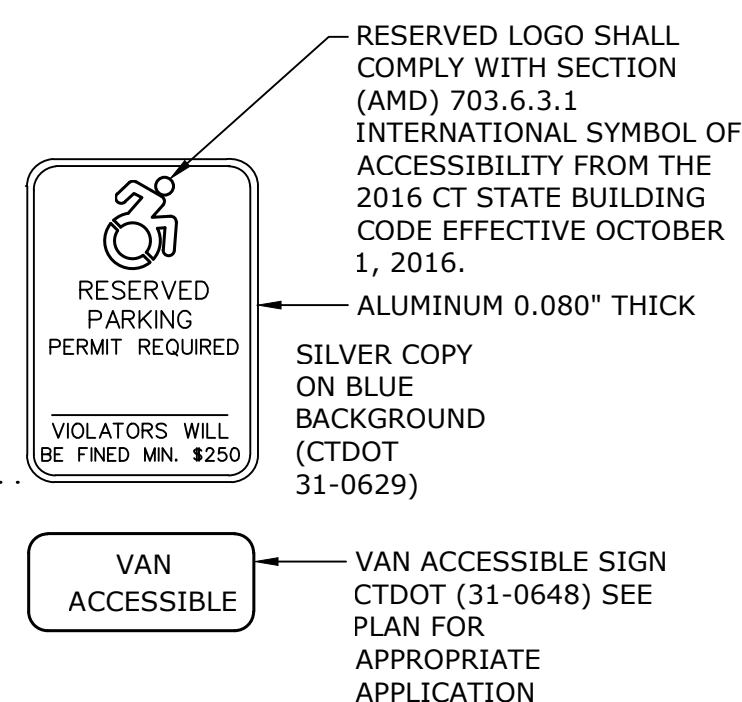 RESERVED LOGO SHALL
COMPLY WITH SECTION
(AMD) 703.6.3.1
INTERNATIONAL SYMBOL OF
ACCESSIBILITY FROM THE
2016 CT STATE BUILDING
CODE EFFECTIVE OCTOBER
1, 2016.
RESERVED
PARKING
PERMIT REQUIRED
VIOLATORS WILL
BE FINED MIN. $250
ALUMINUM 0.080" THICK
SILVER COPY
ON BLUE
BACKGROUND
(CTDOT
31-0629)
VAN
ACCESSIBLE
VAN ACCESSIBLE SIGN
CTDOT (31-0648) SEE
PLAN FOR
APPROPRIATE
APPLICATION